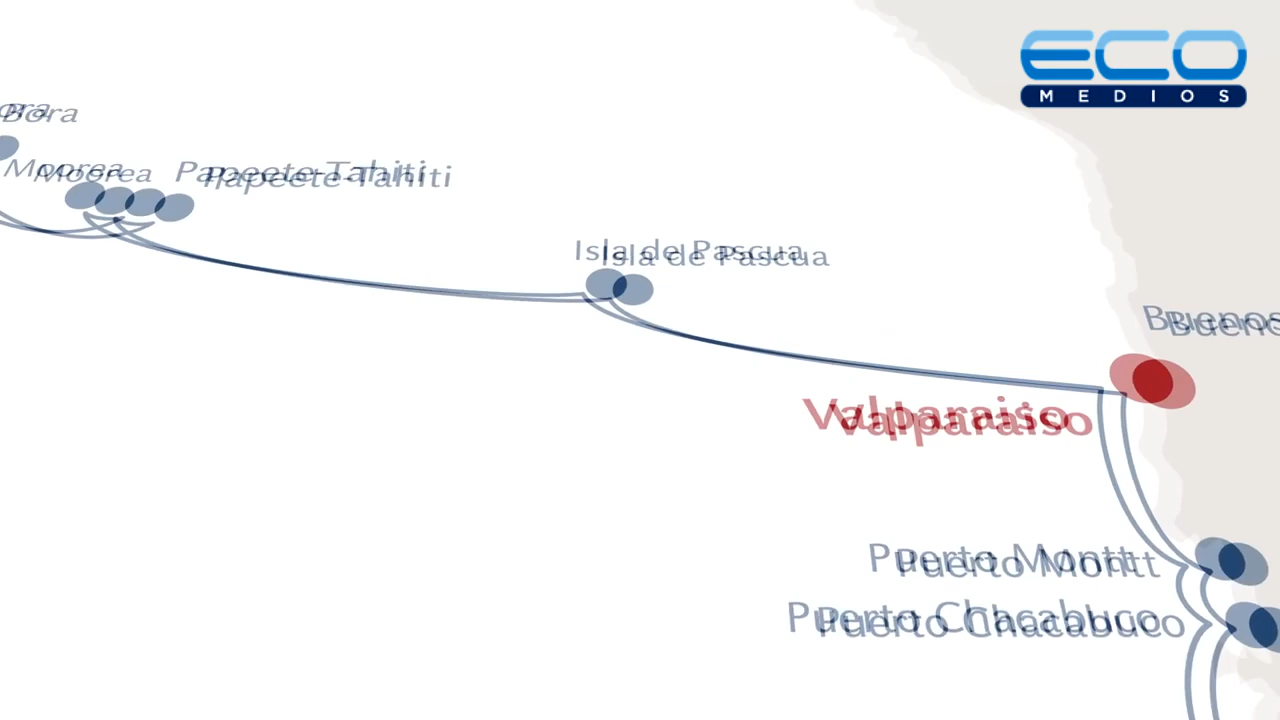 ECO
MEDIOS
Bora
Moorea
Papeete-Tahiti
Isla de Pascua
Valparaiso
Puerto Montt
Puerto Chacabuco